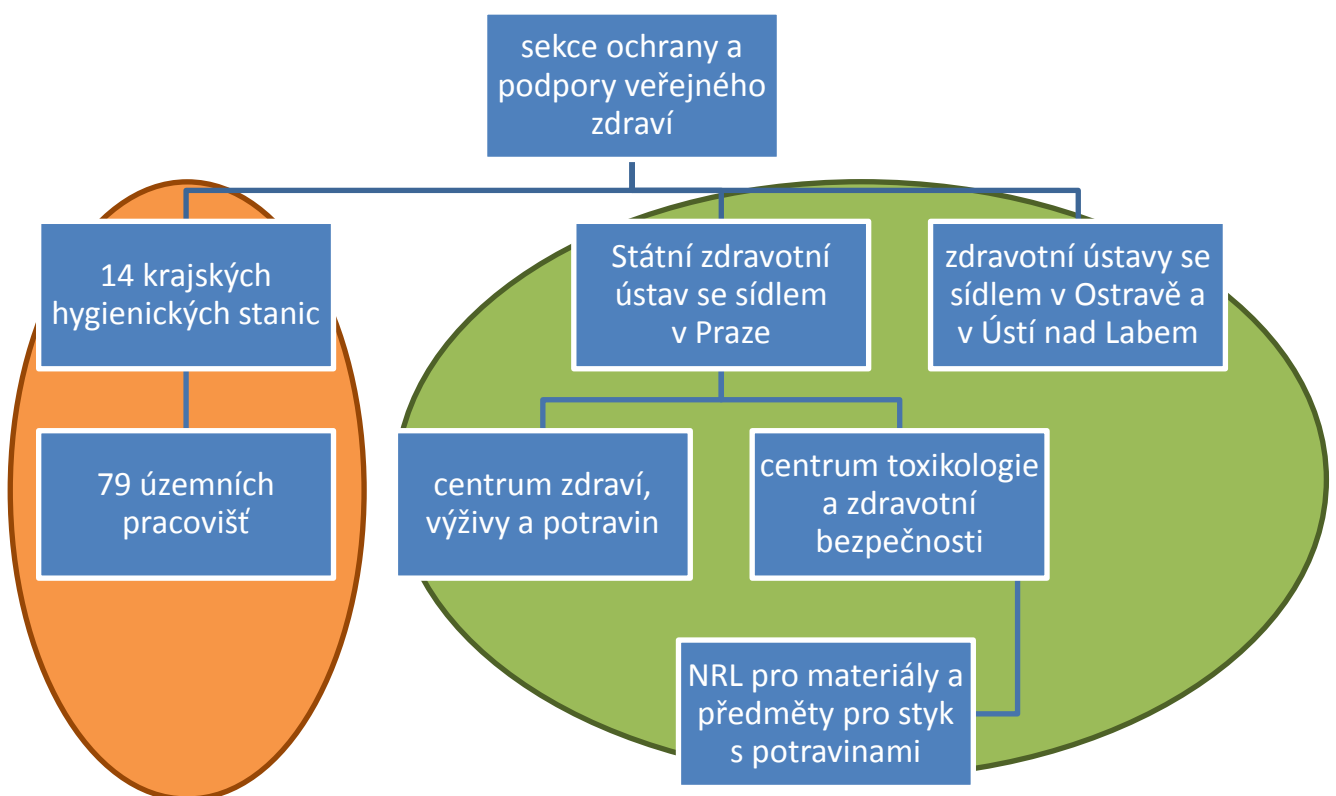 sekce ochrany a
podpory veřejného
zdraví
14 krajských
hygienických stanic
Státní zdravotní
ústav se sídlem
v Praze
zdravotní ústavy se
sídlem v Ostravě a
v Ústí nad Labem
79 územních
pracovišť
centrum zdraví,
výživy a potravin
centrum toxikologie
a zdravotní
bezpečnosti
NRL pro materiály a
předměty pro styk
s potravinami